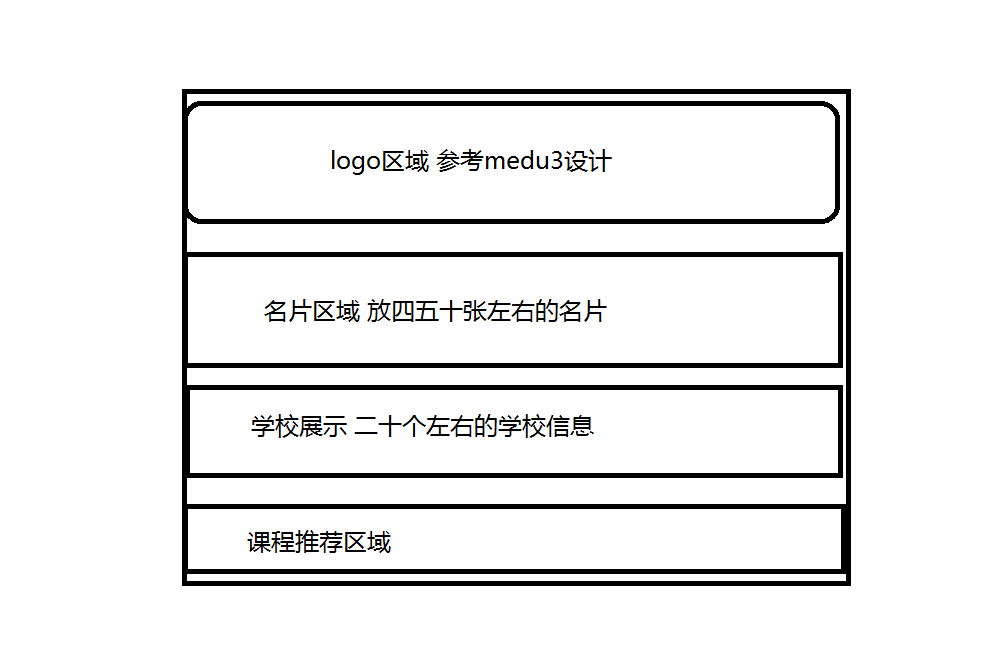 logo区域 参考medu3设计
名片区域 放四五十张左右的名片
学校展示 二十个左右的学校信息
课程推荐区域